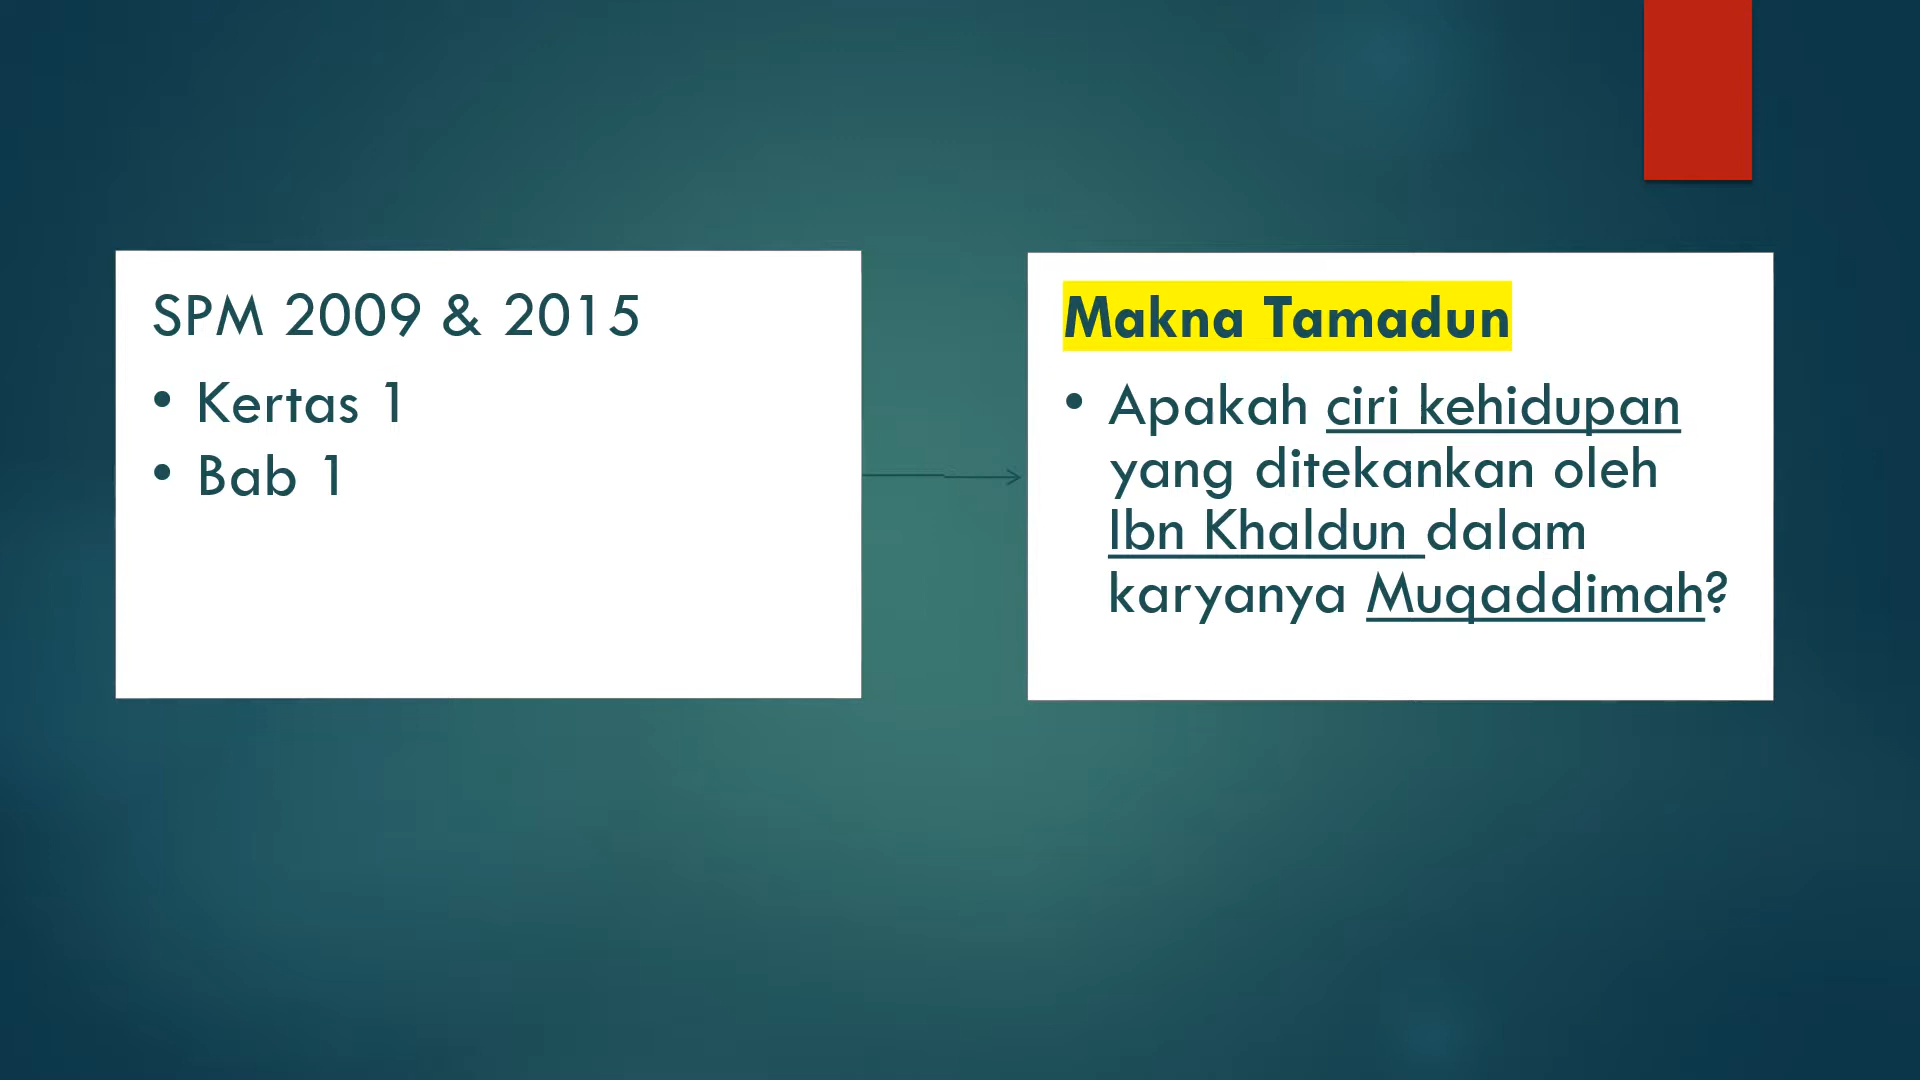 SPM 2009 & 2015
• Kertas 1
• Bab 1
Makna Tamadun
• Apakah ciri kehidupan
yang ditekankan oleh
Ibn Khaldun dalam
karyanya Muqaddimah?